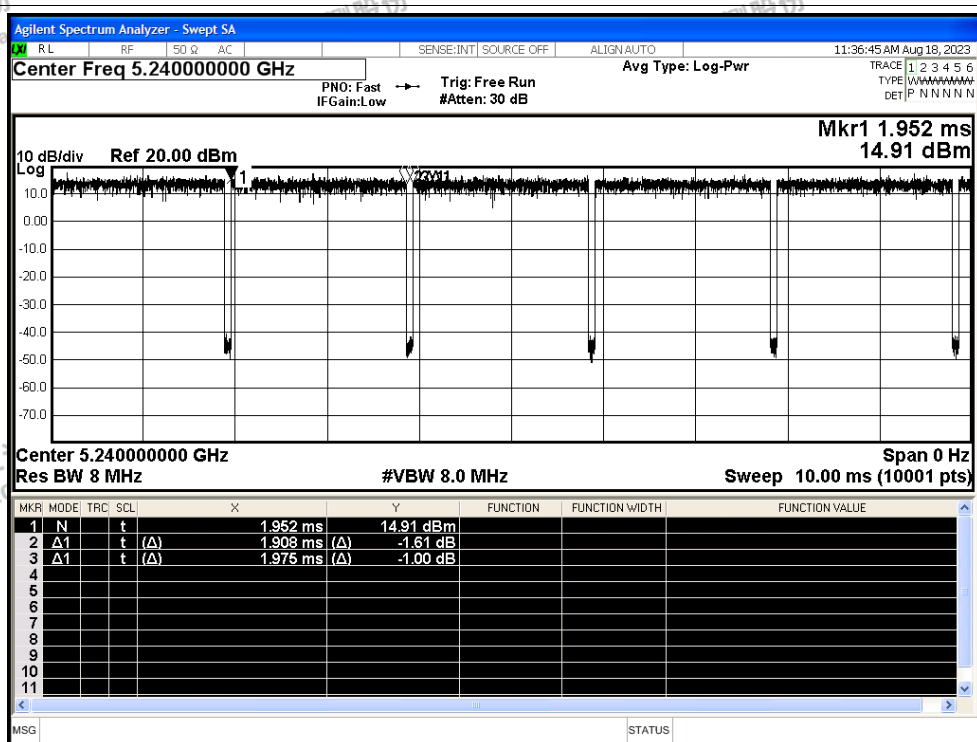 Agilent Spectrum Analyzer - Swept SA
LXI RL RF 50 Ω AC SENSE:INT SOURCE OFF ALIGN AUTO 11:36:45 AM Aug 18, 2023
Center Freq 5.240000000 GHz
PNO: Fast
IFGain:Low
Trig: Free Run
#Atten: 30 dB
Avg Type: Log-Pwr
TRACE 1 2 3 4 5 6
TYPE
DET P N N N N N
Mkr1 1.952 ms
14.91 dBm
10 dB/div Ref 20.00 dBm
Log
1
10.0
0.00
-10.0
-20.0
-30.0
-40.0
-50.0
-60.0
-70.0
Center 5.240000000 GHz Span 0 Hz
Res BW 8 MHz #VBW 8.0 MHz Sweep 10.00 ms (10001 pts)
MKR MODE TRC SCL X Y FUNCTION FUNCTION WIDTH FUNCTION VALUE
1 N t 1.952 ms 14.91 dBm
2 Δ1 t (Δ) 1.908 ms (Δ) -1.61 dB
3 Δ1 t (Δ) 1.975 ms (Δ) -1.00 dB
4
5
6
7
8
9
10
11
MSG STATUS